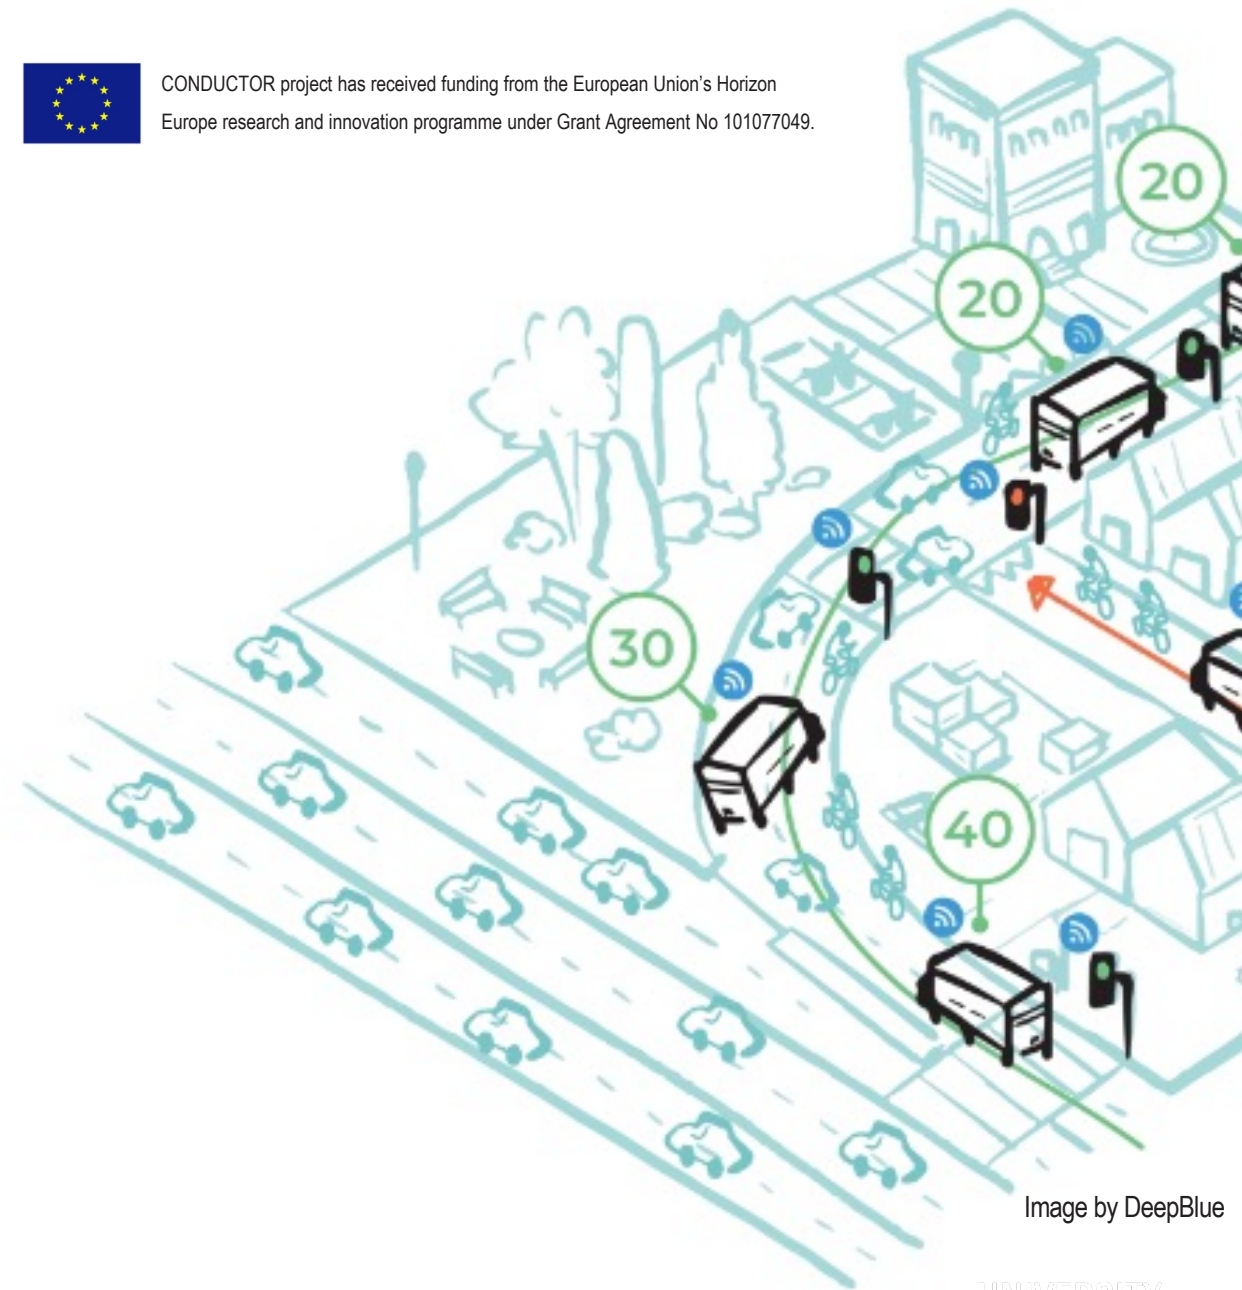 CONDUCTOR project has received funding from the European Union’s Horizon
Europe research and innovation programme under Grant Agreement No 101077049.
20
20
30
40
Image by DeepBlue
UNIVERSITY